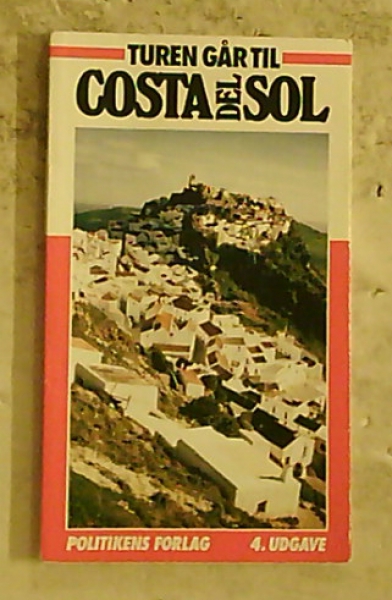 TUREN GÅR TIL
COSTA DEL SOL
POLITIKENS FORLAG 4. UDGAVE